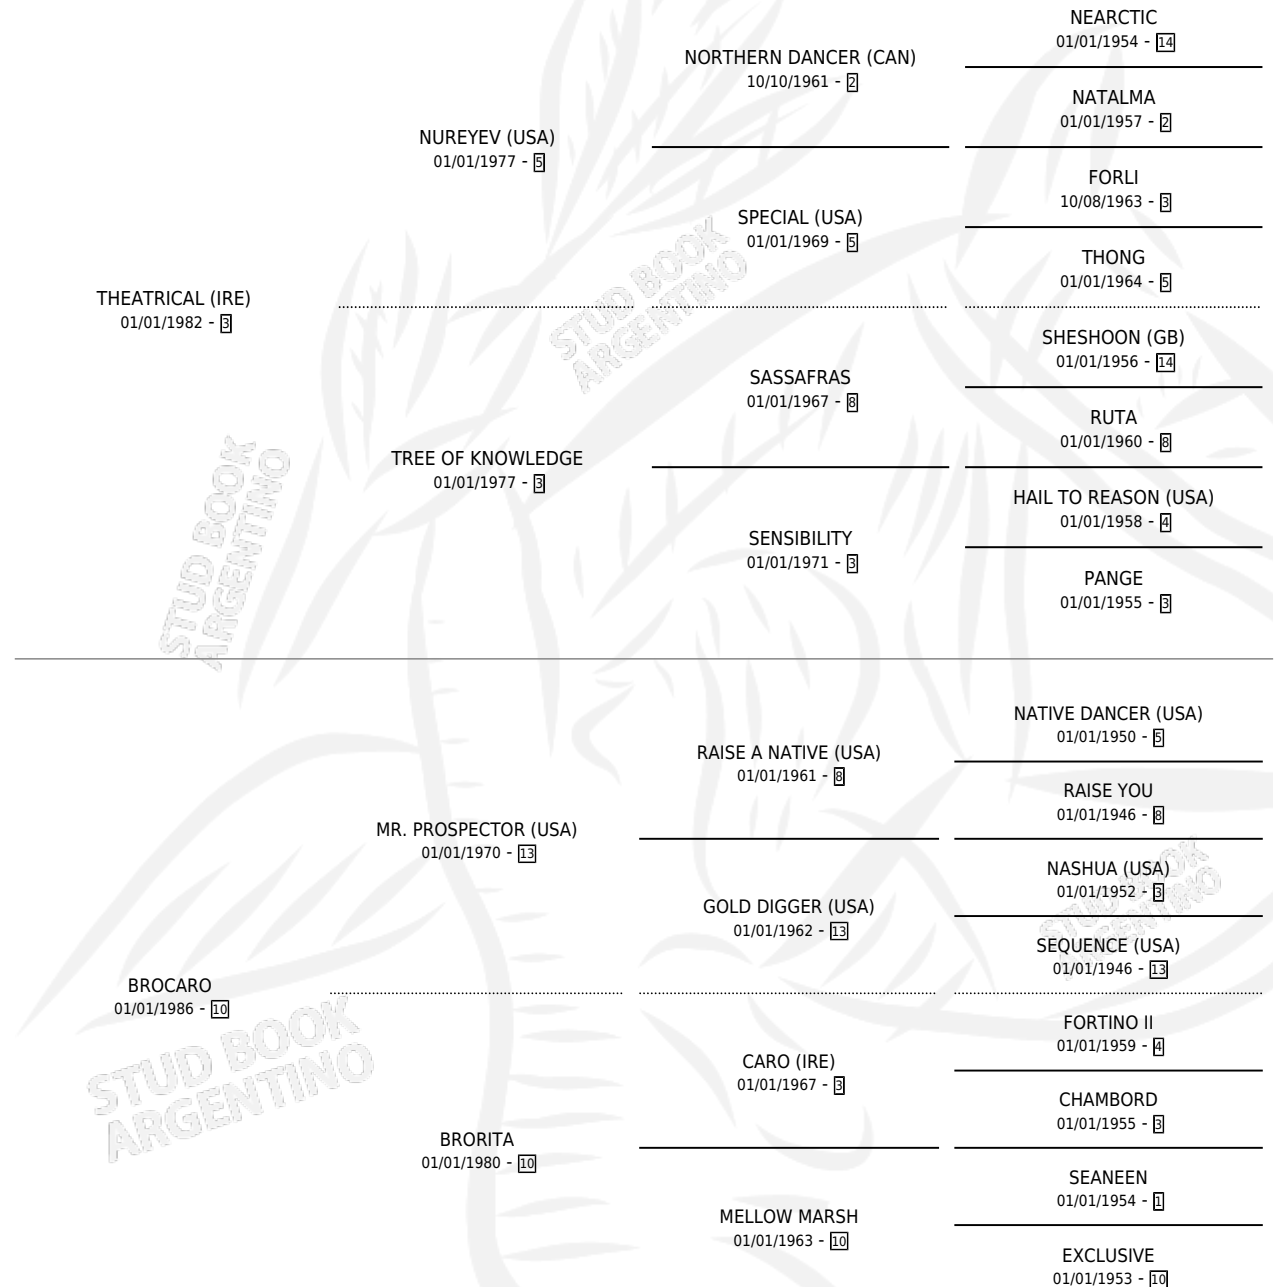 NEARCTIC
01/01/1954 - 14
NORTHERN DANCER (CAN)
10/10/1961 - 2
NATALMA
01/01/1957 - 2
NUREYEV (USA)
01/01/1977 - 5
FORLI
10/08/1963 - 3
SPECIAL (USA)
01/01/1969 - 5
THONG
01/01/1964 - 5
THEATRICAL (IRE)
01/01/1982 - 3
STUD BOOK
ARGENTINO
SHESHOON (GB)
01/01/1956 - 14
SASSAFRAS
01/01/1967 - 8
RUTA
01/01/1960 - 8
TREE OF KNOWLEDGE
01/01/1977 - 3
HAIL TO REASON (USA)
01/01/1958 - 4
SENSIBILITY
01/01/1971 - 3
PANGE
01/01/1955 - 3
STUD BOOK
ARGENTINO
NATIVE DANCER (USA)
01/01/1950 - 5
RAISE A NATIVE (USA)
01/01/1961 - 8
RAISE YOU
01/01/1946 - 8
MR. PROSPECTOR (USA)
01/01/1970 - 13
NASHUA (USA)
01/01/1952 - 3
GOLD DIGGER (USA)
01/01/1962 - 13
STUD BOOK
ARGENTINO
SEQUENCE (USA)
01/01/1946 - 13
BROCARO
01/01/1986 - 10
FORTINO II
01/01/1959 - 4
STUD BOOK
ARGENTINO
CARO (IRE)
01/01/1967 - 3
CHAMBORD
01/01/1955 - 3
BRORITA
01/01/1980 - 10
SEANEEN
01/01/1954 - 1
MELLOW MARSH
01/01/1963 - 10
EXCLUSIVE
01/01/1953 - 10